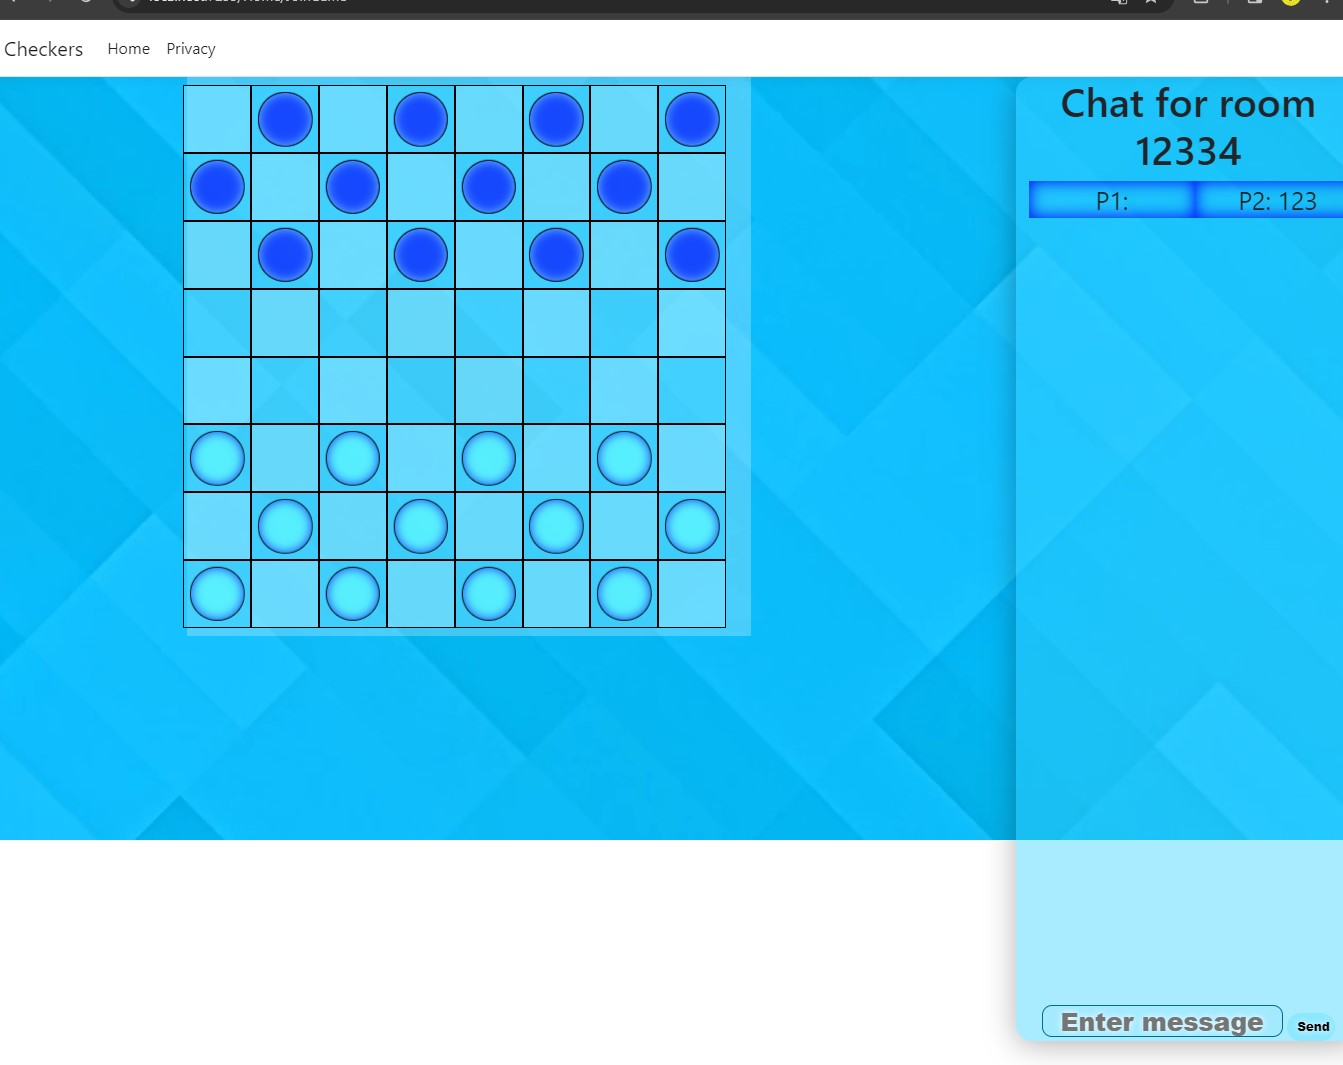 Checkers Home Privacy
Chat for room
12334
P1: P2: 123
Enter message Send